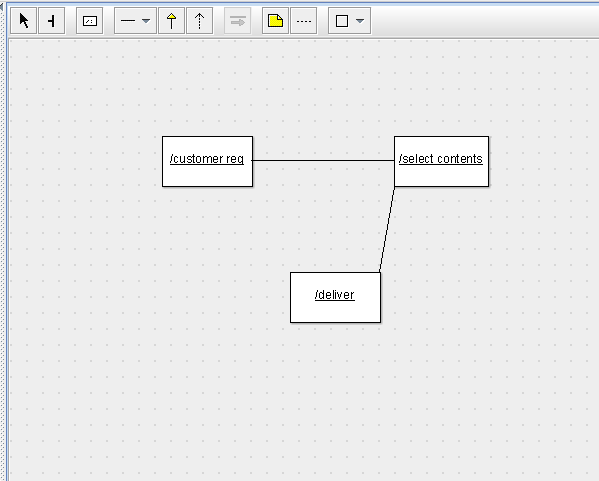 /customer req
/select contents
/deliver